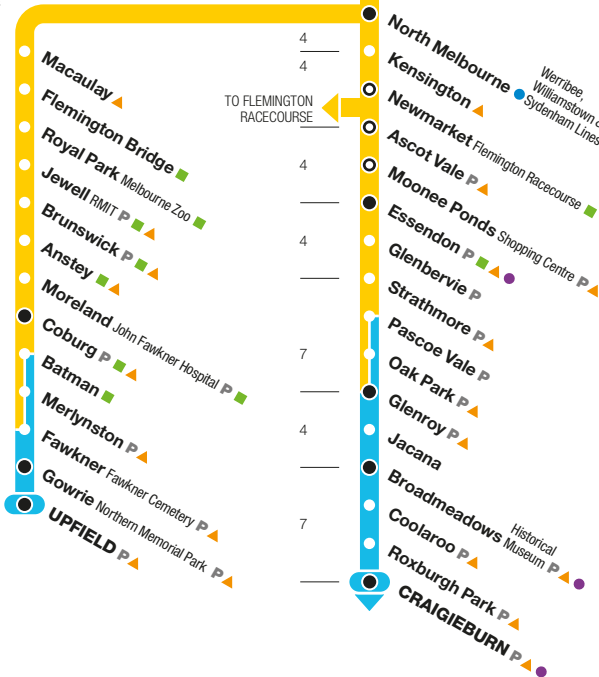 Macaulay
Flemington Bridge
Royal Park Melbourne Zoo
Jewell RMIT P
Brunswick P
Anstey
Moreland John Fawkner Hospital P
Coburg P
Batman
Merlynston P
Fawkner Fawkner Cemetery P
Gowrie Northern Memorial Park P
UPFIELD P
4
4
4
4
7
4
7
TO FLEMINGTON
RACECOURSE
North Melbourne
Werribee,
Williamstown &
Sydenham Lines
Kensington
Newmarket Flemington Racecourse
Ascot Vale P
Moonee Ponds Shopping Centre P
Essendon P
Glenbervie P
Strathmore P
Pascoe Vale P
Oak Park P
Glenroy P
Jacana
Broadmeadows Historical
Museum P
Coolaroo P
Roxburgh Park P
CRAIGIEBURN P